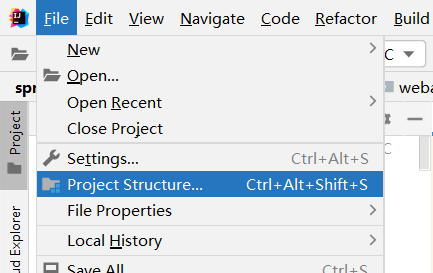 File Edit View Navigate Code Refactor Build
New
Open...
C
Open Recent
spr
weba
Close Project
Project
Settings... Ctrl+Alt+S
C
Project Structure... Ctrl+Alt+Shift+S
File Properties
ud Explorer
Local History
Save All Ctrl+S